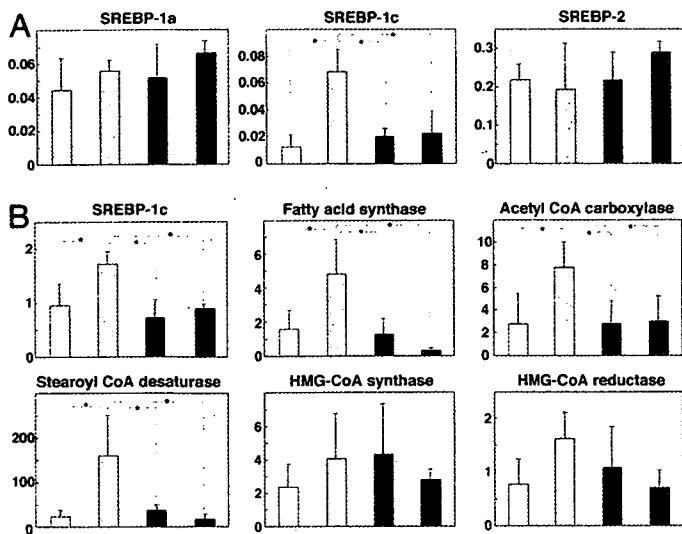 A
SREBP-1a
SREBP-1c
SREBP-2
0.06
0.04
0.02
0
0.08
0.06
0.04
0.02
0
0.3
0.2
0.1
0
* * *
B
SREBP-1c
Fatty acid synthase
Acetyl CoA carboxylase
2
1
0
6
4
2
0
10
8
6
4
2
0
* * *
* * *
* * *
Stearoyl CoA desaturase
HMG-CoA synthase
HMG-CoA reductase
200
100
0
6
4
2
0
2
1
0
* * *